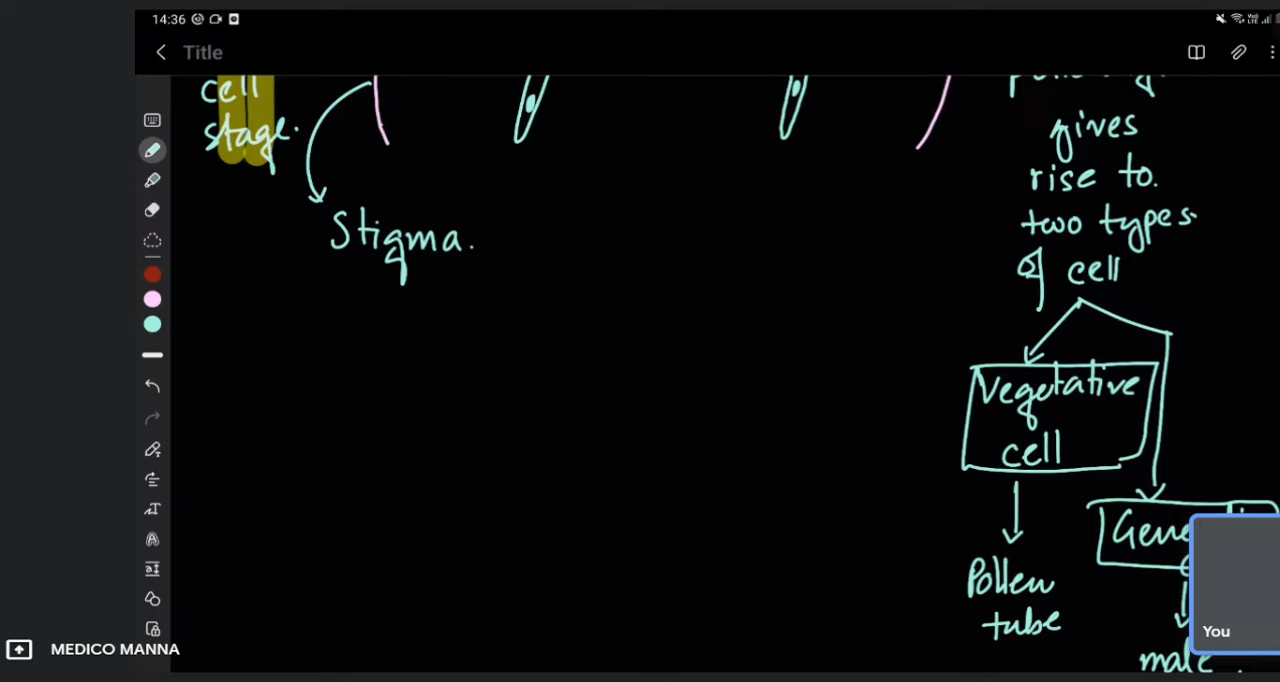 14:36
Title
cell
stage.
Stigma.
gives
rise to.
two types
of cell
Vegetative
cell
Pollen
tube
male
You
MEDICO MANNA